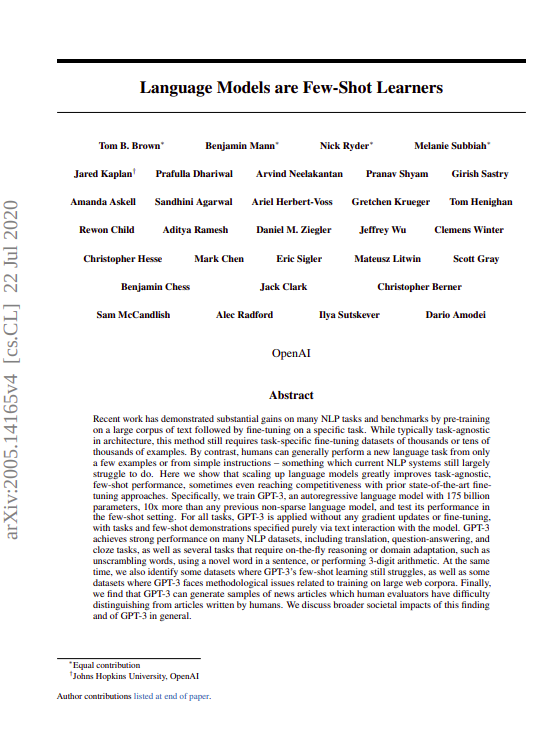 arXiv:2005.14165v4 [cs.CL] 22 Jul 2020
Language Models are Few-Shot Learners
Tom B. Brown* Benjamin Mann* Nick Ryder* Melanie Subbiah*
Jared Kaplan† Prafulla Dhariwal Arvind Neelakantan Pranav Shyam Girish Sastry
Amanda Askell Sandhini Agarwal Ariel Herbert-Voss Gretchen Krueger Tom Henighan
Rewon Child Aditya Ramesh Daniel M. Ziegler Jeffrey Wu Clemens Winter
Christopher Hesse Mark Chen Eric Sigler Mateusz Litwin Scott Gray
Benjamin Chess Jack Clark Christopher Berner
Sam McCandlish Alec Radford Ilya Sutskever Dario Amodei
OpenAI
Abstract
Recent work has demonstrated substantial gains on many NLP tasks and benchmarks by pre-training
on a large corpus of text followed by fine-tuning on a specific task. While typically task-agnostic
in architecture, this method still requires task-specific fine-tuning datasets of thousands or tens of
thousands of examples. By contrast, humans can generally perform a new language task from only
a few examples or from simple instructions – something which current NLP systems still largely
struggle to do. Here we show that scaling up language models greatly improves task-agnostic,
few-shot performance, sometimes even reaching competitiveness with prior state-of-the-art fine-
tuning approaches. Specifically, we train GPT-3, an autoregressive language model with 175 billion
parameters, 10x more than any previous non-sparse language model, and test its performance in
the few-shot setting. For all tasks, GPT-3 is applied without any gradient updates or fine-tuning,
with tasks and few-shot demonstrations specified purely via text interaction with the model. GPT-3
achieves strong performance on many NLP datasets, including translation, question-answering, and
cloze tasks, as well as several tasks that require on-the-fly reasoning or domain adaptation, such as
unscrambling words, using a novel word in a sentence, or performing 3-digit arithmetic. At the same
time, we also identify some datasets where GPT-3's few-shot learning still struggles, as well as some
datasets where GPT-3 faces methodological issues related to training on large web corpora. Finally,
we find that GPT-3 can generate samples of news articles which human evaluators have difficulty
distinguishing from articles written by humans. We discuss broader societal impacts of this finding
and of GPT-3 in general.
*Equal contribution
†Johns Hopkins University, OpenAI
Author contributions listed at end of paper.